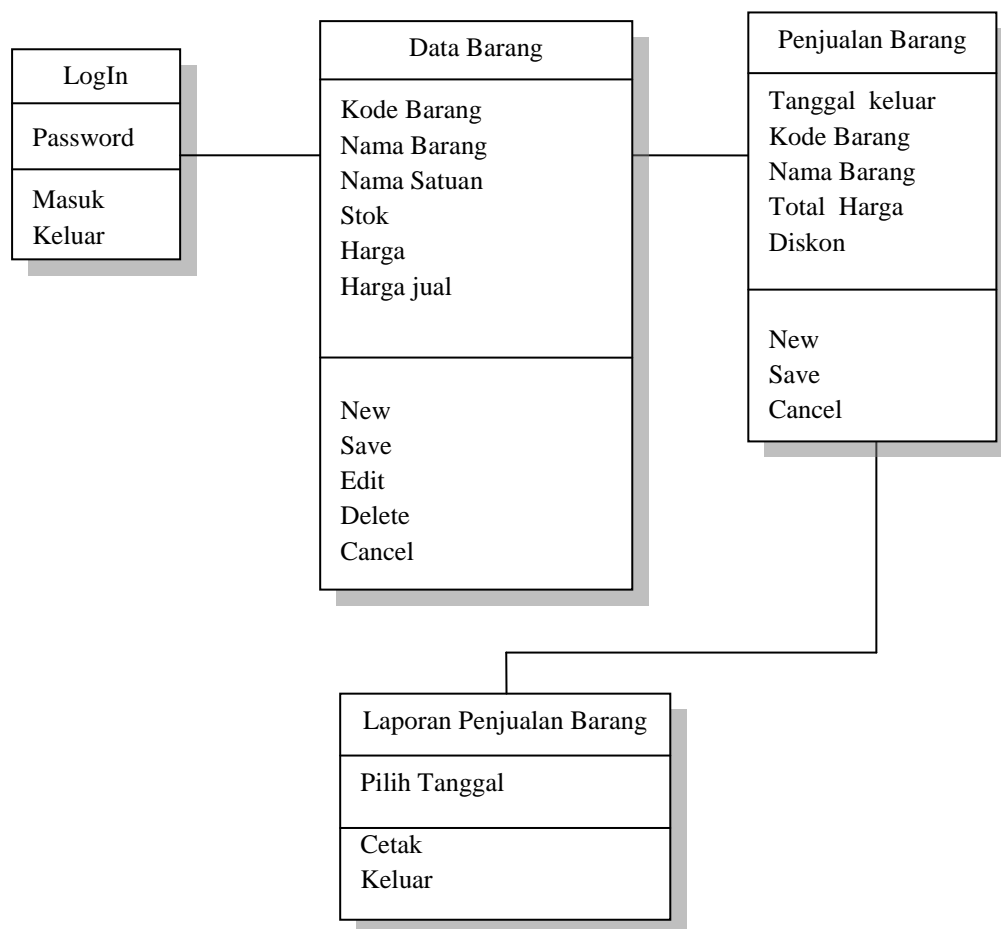 LogIn
Password
Masuk
Keluar
Data Barang
Kode Barang
Nama Barang
Nama Satuan
Stok
Harga
Harga jual
New
Save
Edit
Delete
Cancel
Penjualan Barang
Tanggal  keluar
Kode Barang
Nama Barang
Total  Harga
Diskon
New
Save
Cancel
Laporan Penjualan Barang
Pilih Tanggal
Cetak
Keluar